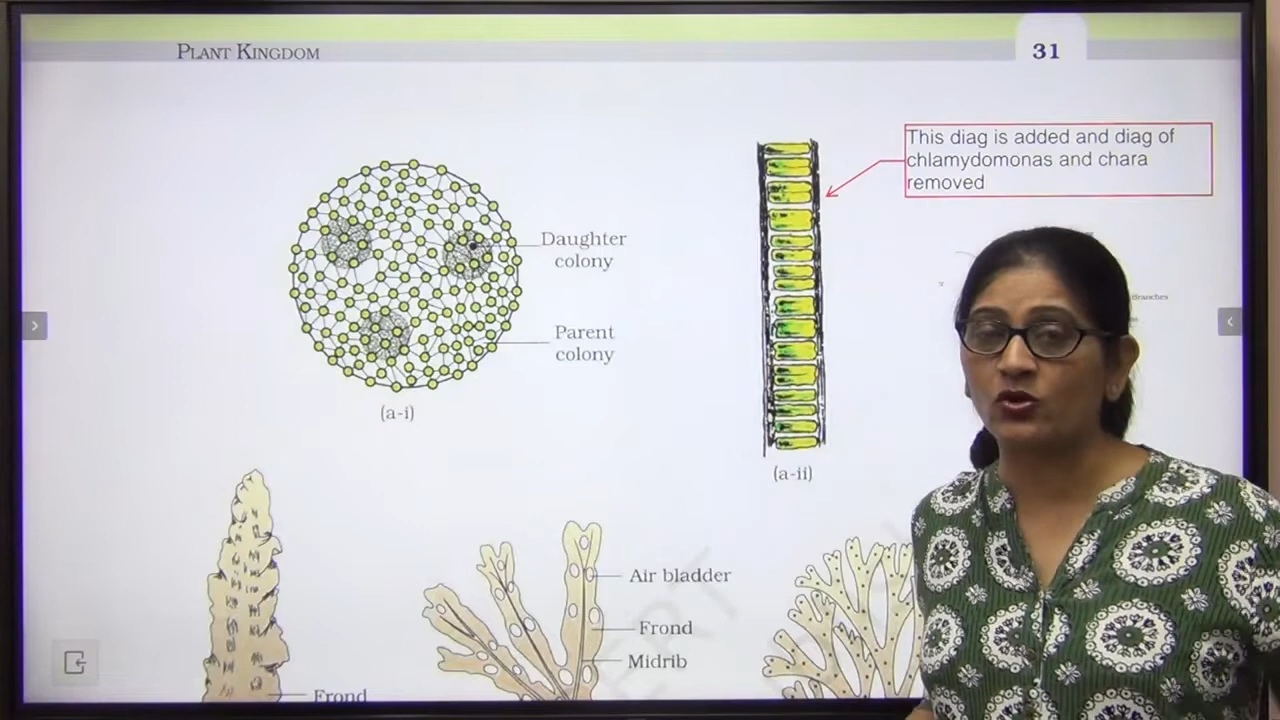 PLANT KINGDOM
31
This diag is added and diag of
chlamydomonas and chara
removed
Daughter
colony
Parent
colony
(a-i)
(a-ii)
Branches
Air bladder
Frond
Midrib
Frond